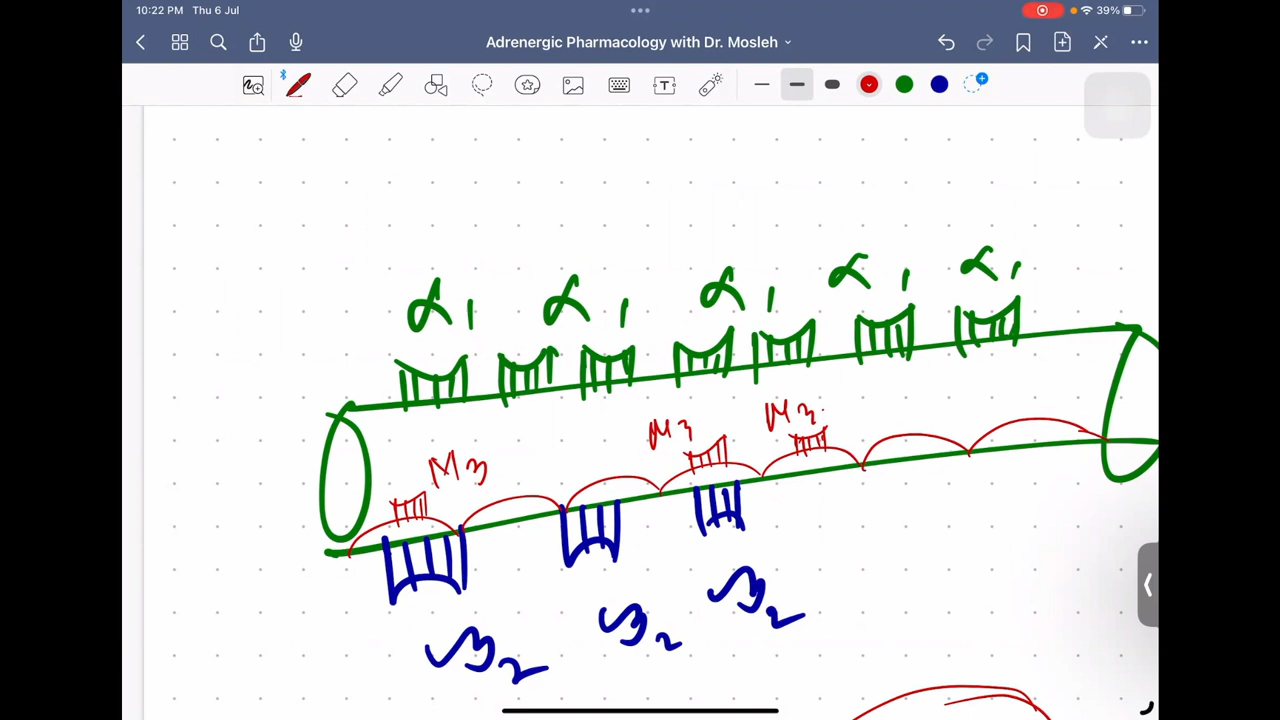 10:22 PM Thu 6 Jul
39%
Adrenergic Pharmacology with Dr. Mosleh
T
α1 α1 α1 α1 α1
M3 M3 M3
β2 β2 β2